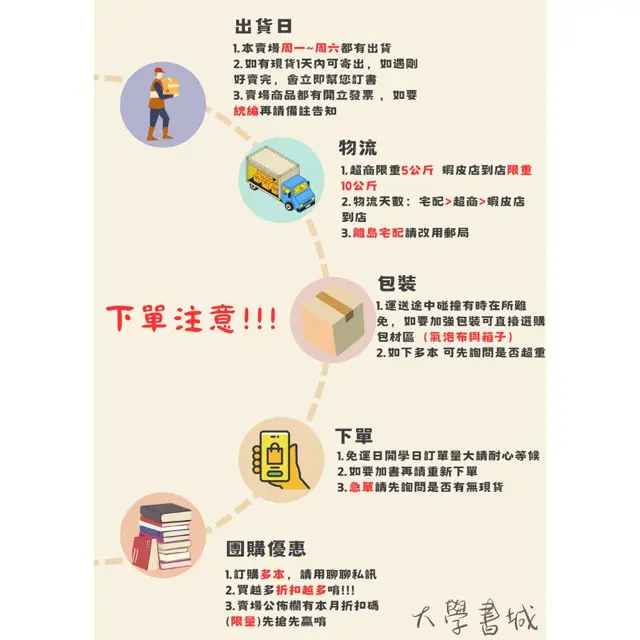 出貨日
1.本賣場周一~周六都有出貨
2.如有現貨1天內可寄出，如遇剛
好賣完，會立即幫您訂書
3.賣場商品都有開立發票，如要
統編再請備註告知
物流
1.超商限重5公斤 蝦皮店到店限重
10公斤
2.物流天數：宅配>超商>蝦皮店
到店
3.離島宅配請改用郵局
下單注意!!!
包裝
1.運送途中碰撞有時在所難
免，如要加強包裝可直接選購
包材區（氣泡布與箱子）
2.如下多本 可先詢問是否超重
下單
1.免運日開學日訂單量大請耐心等候
2.如要加書再請重新下單
3.急單請先詢問是否有無現貨
團購優惠
1.訂購多本，請用聊聊私訊
2.買越多折扣越多唷!!!
3.賣場公佈欄有本月折扣碼
(限量)先搶先贏唷
大學書城